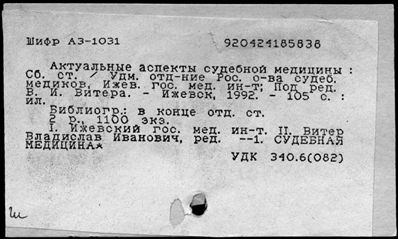 Шифр АЗ-1031 920424185838
Актуальные аспекты судебной медицины :
Сб. ст. / Удм. отд-ние Рос. о-ва судеб.
медиков, Ижев. гос. мед. ин-т; Под ред.
В. И. Витера. - Ижевск, 1992. - 105 с. :
ил.
Библиогр.: в конце отд. ст.
2 р., 1100 экз.
I. Ижевский гос. мед. ин-т. II. Витер
Владислав Иванович, ред. --1. СУДЕБНАЯ
МЕДИЦИНА*
УДК 340.6(082)